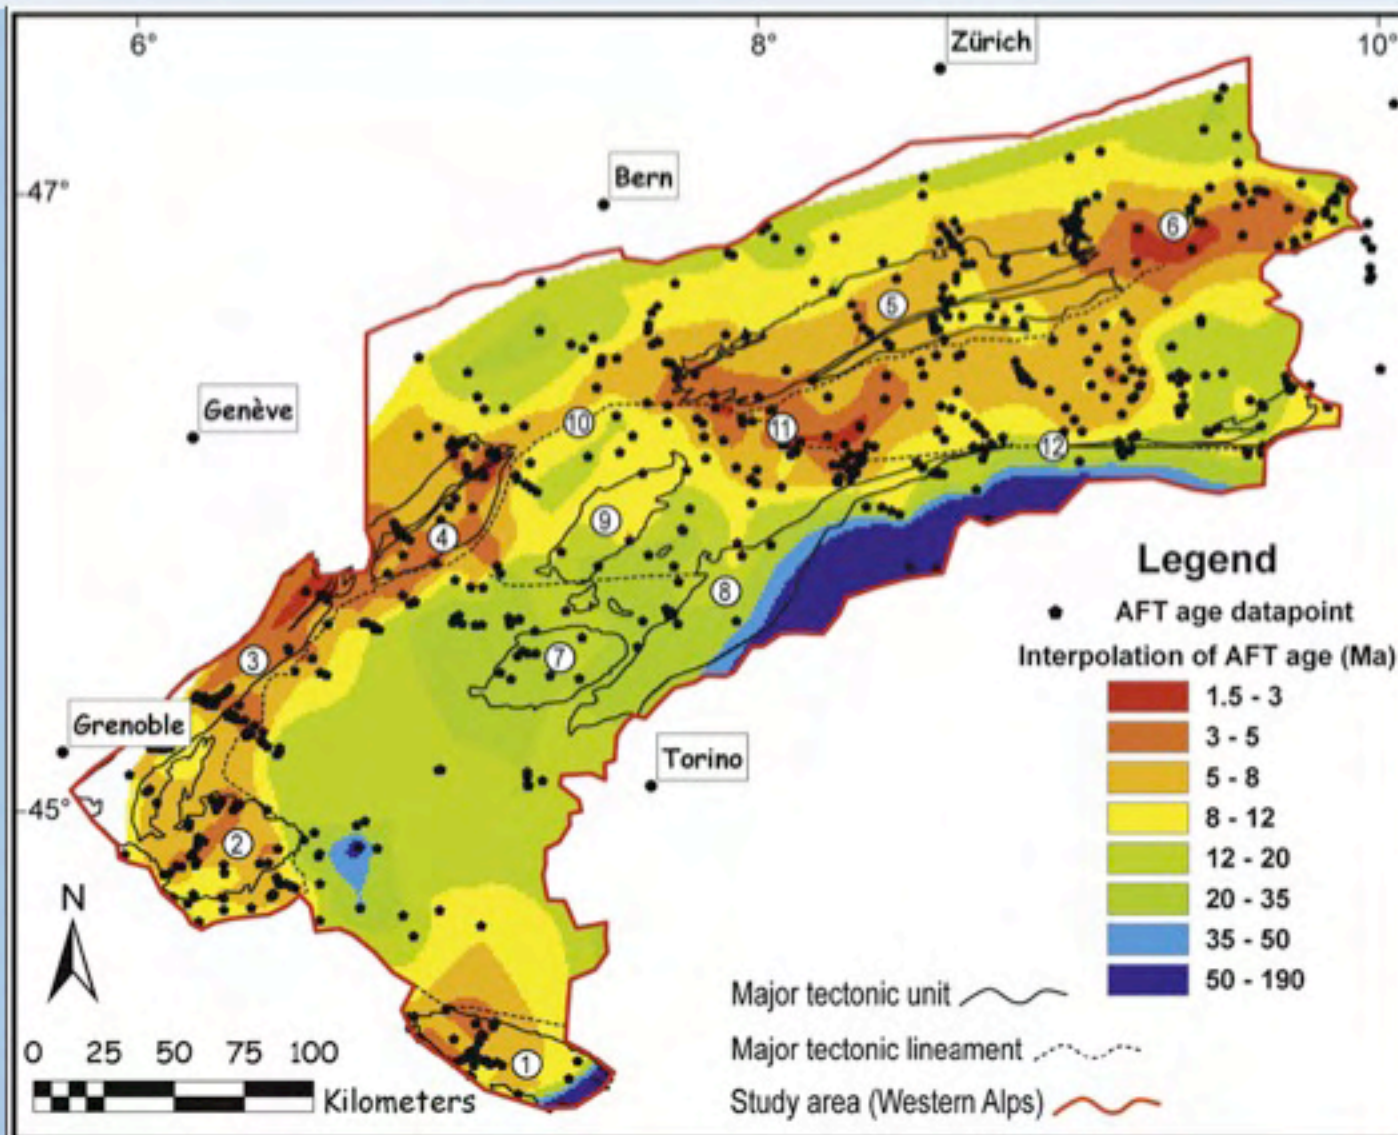 6°
8°
10°
Zürich
Bern
47°
6
5
Genève
10
11
12
9
4
8
7
3
Grenoble
Torino
45°
2
1
N
0 25 50 75 100
Kilometers
Legend
AFT age datapoint
Interpolation of AFT age (Ma)
1.5 - 3
3 - 5
5 - 8
8 - 12
12 - 20
20 - 35
35 - 50
50 - 190
Major tectonic unit
Major tectonic lineament
Study area (Western Alps)